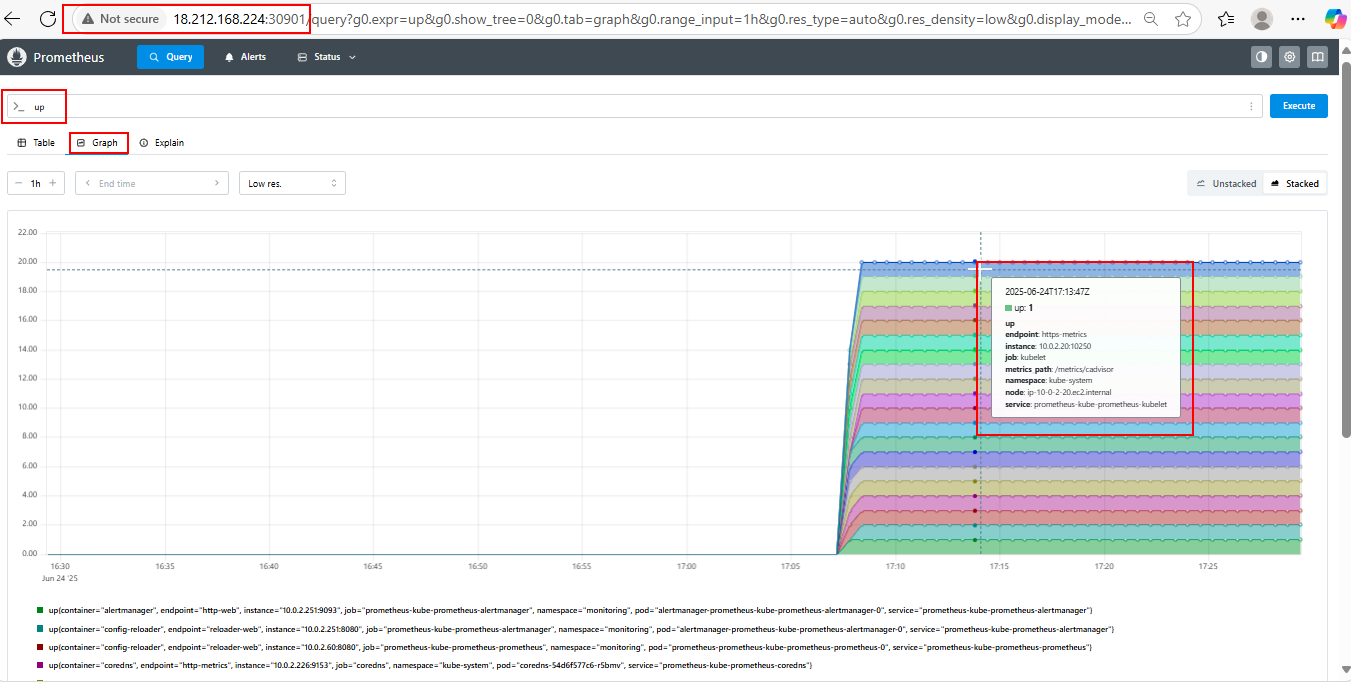 Not secure 18.212.168.224:30901/query?g0.expr=up&g0.show_tree=0&g0.tab=graph&g0.range_input=1h&g0.res_type=auto&g0.res_density=low&g0.display_mode...
Prometheus Query Alerts Status
>_ up Execute
Table Graph Explain
− 1h + < End time > Low res. Unstacked Stacked
22.00
20.00
18.00
16.00
14.00
12.00
10.00
8.00
6.00
4.00
2.00
0.00
2025-06-24T17:13:47Z
up: 1
up
endpoint: https-metrics
instance: 10.0.2.20:10250
job: kubelet
metrics_path: /metrics/cadvisor
namespace: kube-system
node: ip-10-0-2-20.ec2.internal
service: prometheus-kube-prometheus-kubelet
16:30 16:35 16:40 16:45 16:50 16:55 17:00 17:05 17:10 17:15 17:20 17:25
Jun 24 '25
up{container="alertmanager", endpoint="http-web", instance="10.0.2.251:9093", job="prometheus-kube-prometheus-alertmanager", namespace="monitoring", pod="alertmanager-prometheus-kube-prometheus-alertmanager-0", service="prometheus-kube-prometheus-alertmanager"}
up{container="config-reloader", endpoint="reloader-web", instance="10.0.2.251:8080", job="prometheus-kube-prometheus-alertmanager", namespace="monitoring", pod="alertmanager-prometheus-kube-prometheus-alertmanager-0", service="prometheus-kube-prometheus-alertmanager"}
up{container="config-reloader", endpoint="reloader-web", instance="10.0.2.60:8080", job="prometheus-kube-prometheus-prometheus", namespace="monitoring", pod="prometheus-prometheus-kube-prometheus-prometheus-0", service="prometheus-kube-prometheus-prometheus"}
up{container="coredns", endpoint="http-metrics", instance="10.0.2.226:9153", job="coredns", namespace="kube-system", pod="coredns-54d6f577c6-r5bmv", service="prometheus-kube-prometheus-coredns"}